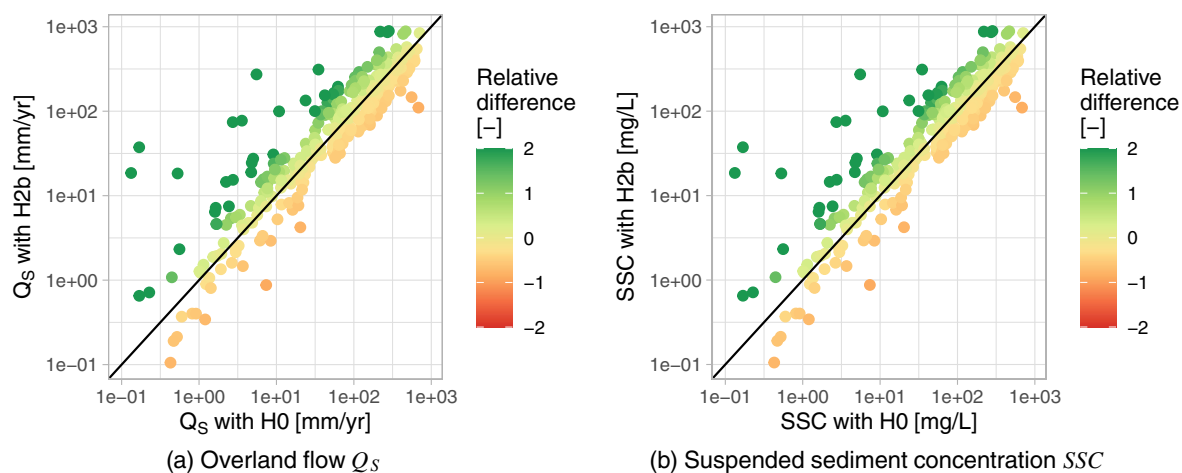 1e+03
1e+02
1e+01
1e+00
1e−01
Q_S with H2b [mm/yr]
1e−01 1e+00 1e+01 1e+02 1e+03
Q_S with H0 [mm/yr]
Relative
difference
[−]
2
1
0
−1
−2
(a) Overland flow Q_S
1e+03
1e+02
1e+01
1e+00
1e−01
SSC with H2b [mg/L]
1e−01 1e+00 1e+01 1e+02 1e+03
SSC with H0 [mg/L]
Relative
difference
[−]
2
1
0
−1
−2
(b) Suspended sediment concentration SSC